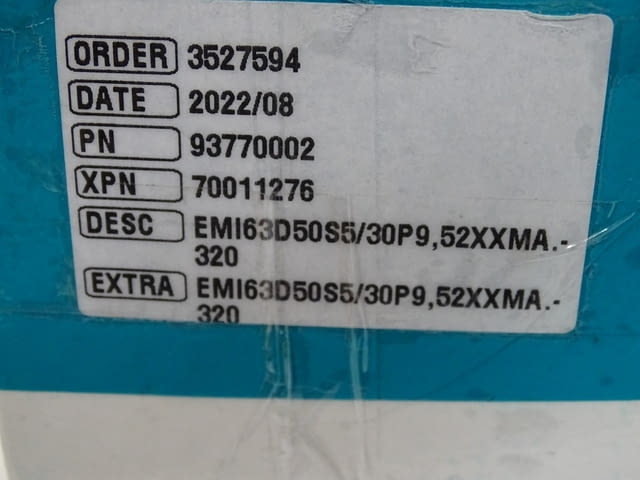 ORDER 3527594
DATE 2022/08
PN 93770002
XPN 70011276
DESC EMI63D50S5/30P9,52XXMA.-
320
EXTRA EMI63D50S5/30P9,52XXMA.-
320